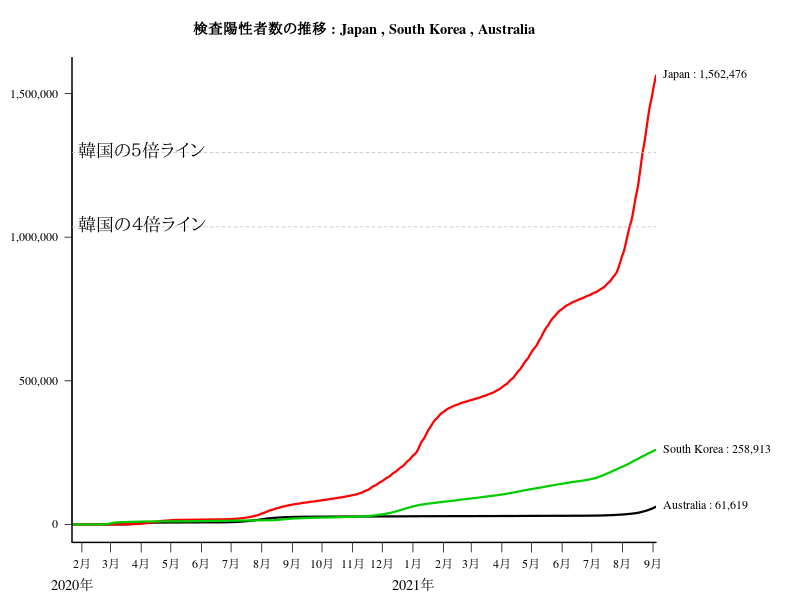 検査陽性者数の推移 : Japan , South Korea , Australia
Japan : 1,562,476
1,500,000
韓国の5倍ライン
韓国の4倍ライン
1,000,000
500,000
South Korea : 258,913
Australia : 61,619
0
2月 3月 4月 5月 6月 7月 8月 9月 10月 11月 12月 1月 2月 3月 4月 5月 6月 7月 8月 9月
2020年 2021年